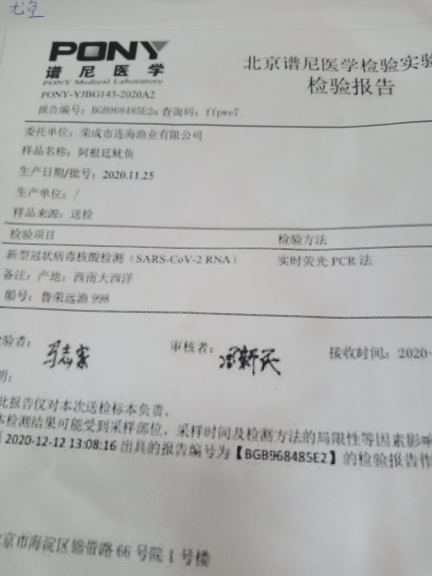 PONY
北京谱尼医学检验实验
谱尼医学
检验报告
PONY Medical Laboratory
PONY-YJBG143-2020A2
报告编号：BGB968485E2a 查询码：ffpwe7
委托单位：荣成市连海渔业有限公司
样品名称：阿根廷鱿鱼
生产日期/批号：2020.11.25
生产单位：/
样品来源：送检
检验项目 检验方法
新型冠状病毒核酸检测（SARS-CoV-2 RNA） 实时荧光 PCR 法
备注：产地：西南大西洋
船号：鲁荣远渔 998
验者： 审核者： 接收时间：2020-
期：
此报告仅对本次送检标本负责。
本检测结果可能受到采样部位、采样时间及检测方法的局限性等因素影响
2020-12-12 13:08:16 出具的报告编号为【BGB968485E2】的检验报告作
京市海淀区锦带路 66 号院 1 号楼